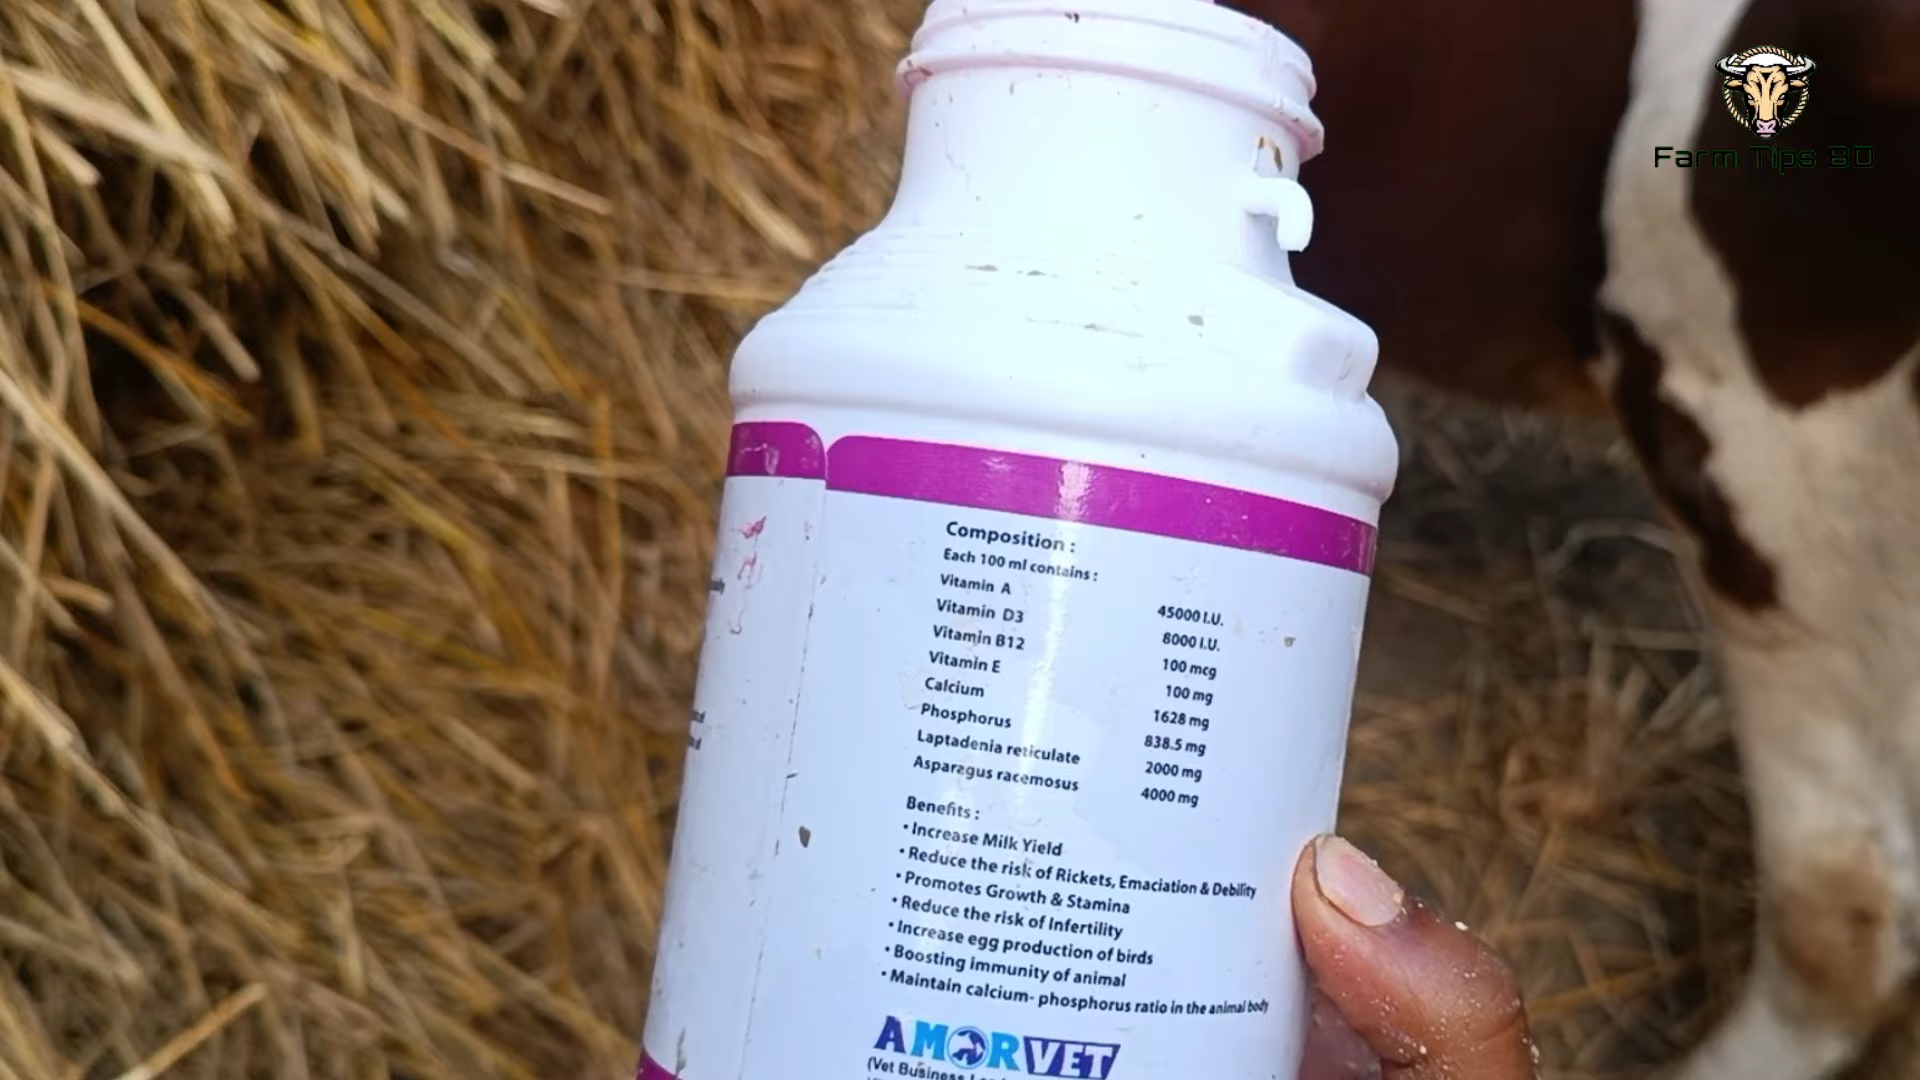 Farm Tips BD
Composition :
Each 100 ml contains :
Vitamin A 45000 I.U.
Vitamin D3 8000 I.U.
Vitamin B12 100 mcg
Vitamin E 100 mg
Calcium 1628 mg
Phosphorus 838.5 mg
Laptadenia reticulate 2000 mg
Asparagus racemosus 4000 mg
Benefits :
• Increase Milk Yield
• Reduce the risk of Rickets, Emaciation & Debility
• Promotes Growth & Stamina
• Reduce the risk of Infertility
• Increase egg production of birds
• Boosting immunity of animal
• Maintain calcium- phosphorus ratio in the animal body
AMORVET
(Vet Business